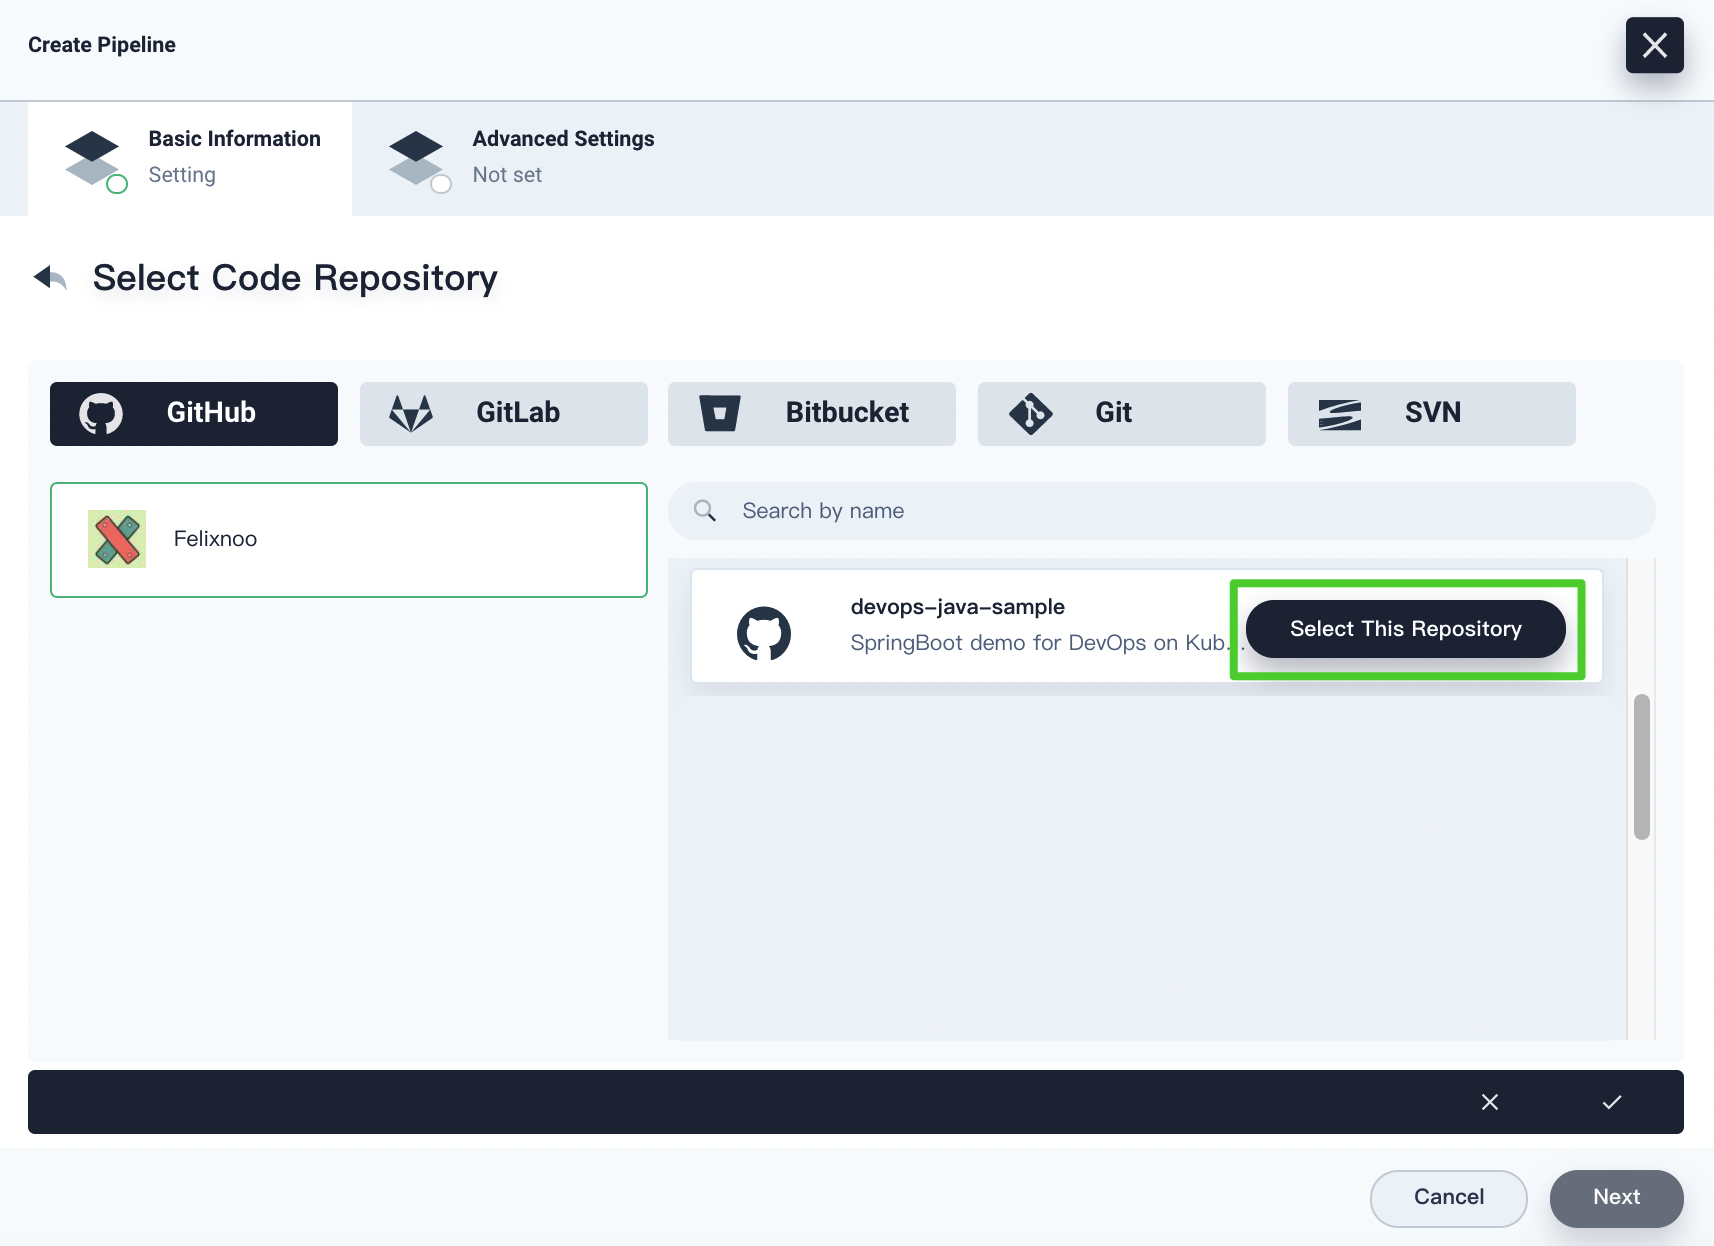 Create Pipeline
Basic Information
Setting
Advanced Settings
Not set
Select Code Repository
GitHub
GitLab
Bitbucket
Git
SVN
Felixnoo
Search by name
devops-java-sample
SpringBoot demo for DevOps on Kub...
Select This Repository
Cancel
Next